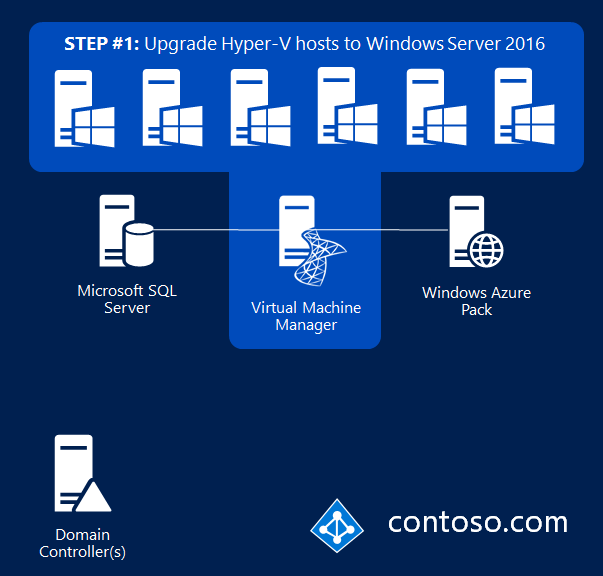 STEP #1: Upgrade Hyper-V hosts to Windows Server 2016
Microsoft SQL
Server
Virtual Machine
Manager
Windows Azure
Pack
Domain
Controller(s)
contoso.com